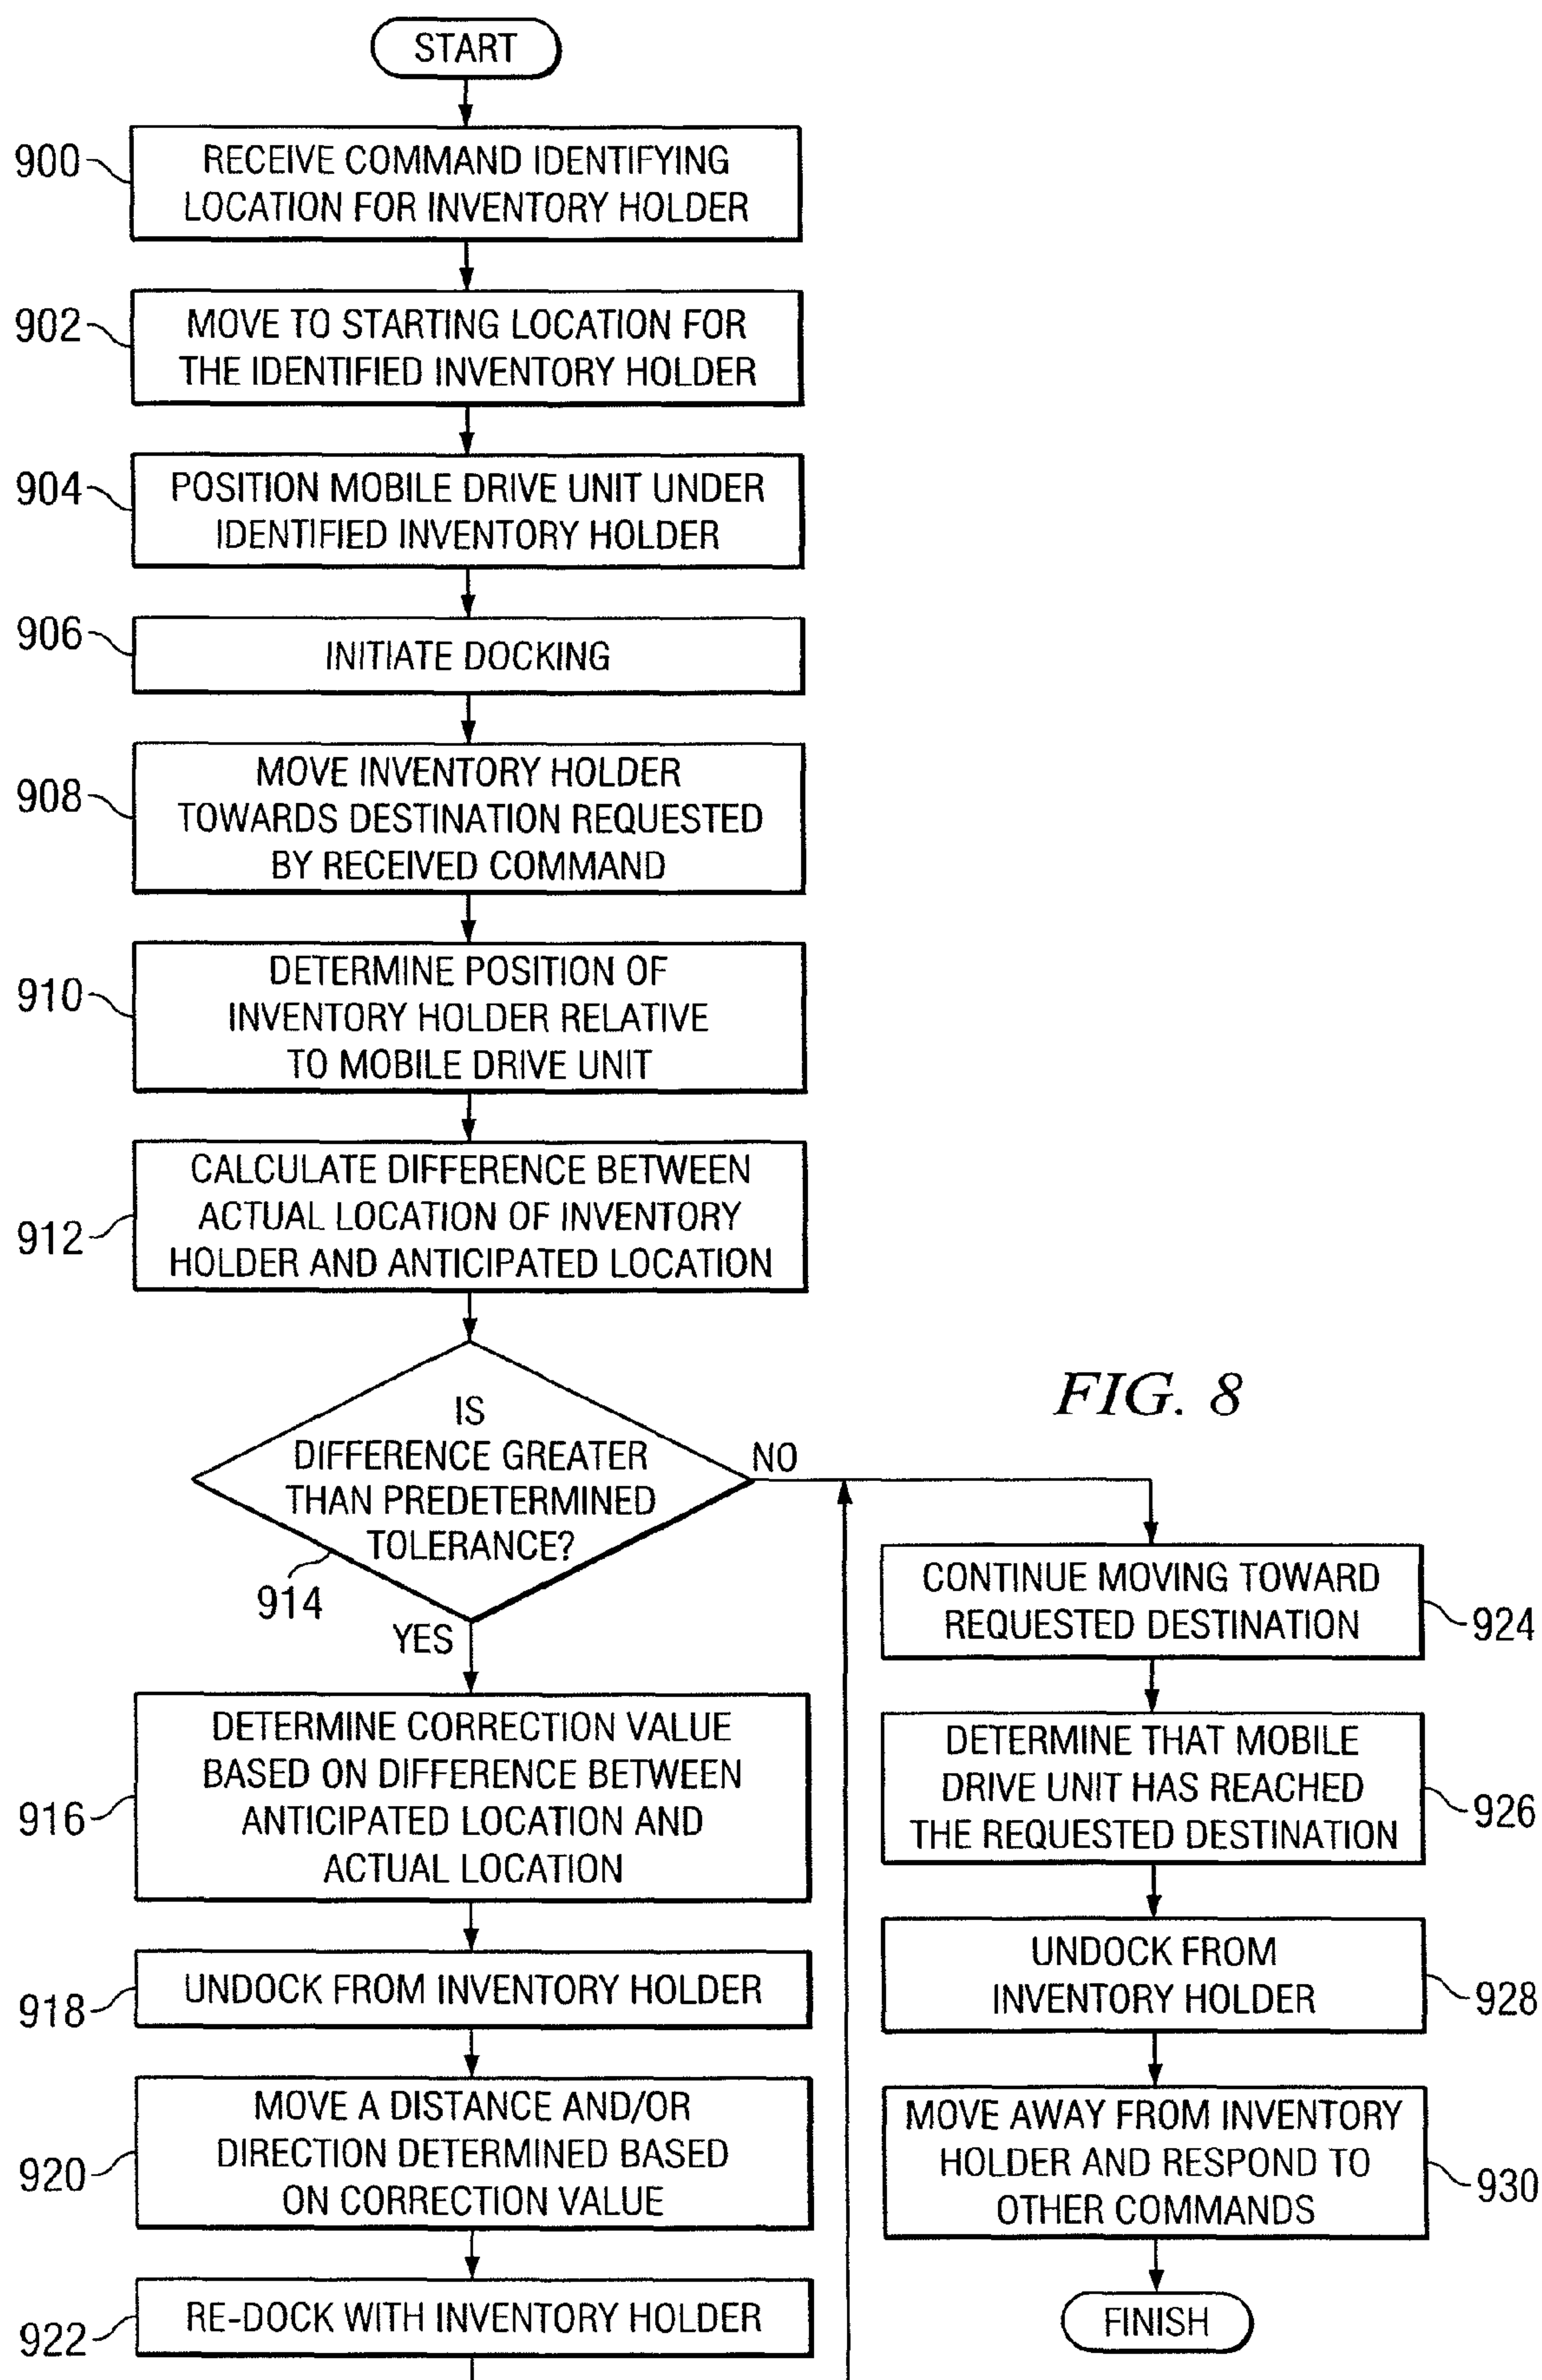 START
900
RECEIVE COMMAND IDENTIFYING
LOCATION FOR INVENTORY HOLDER
902
MOVE TO STARTING LOCATION FOR
THE IDENTIFIED INVENTORY HOLDER
904
POSITION MOBILE DRIVE UNIT UNDER
IDENTIFIED INVENTORY HOLDER
906
INITIATE DOCKING
908
MOVE INVENTORY HOLDER
TOWARDS DESTINATION REQUESTED
BY RECEIVED COMMAND
910
DETERMINE POSITION OF
INVENTORY HOLDER RELATIVE
TO MOBILE DRIVE UNIT
912
CALCULATE DIFFERENCE BETWEEN
ACTUAL LOCATION OF INVENTORY
HOLDER AND ANTICIPATED LOCATION
FIG. 8
IS
DIFFERENCE GREATER
THAN PREDETERMINED
TOLERANCE?
914
NO
YES
916
DETERMINE CORRECTION VALUE
BASED ON DIFFERENCE BETWEEN
ANTICIPATED LOCATION AND
ACTUAL LOCATION
918
UNDOCK FROM INVENTORY HOLDER
920
MOVE A DISTANCE AND/OR
DIRECTION DETERMINED BASED
ON CORRECTION VALUE
922
RE-DOCK WITH INVENTORY HOLDER
CONTINUE MOVING TOWARD
REQUESTED DESTINATION
924
DETERMINE THAT MOBILE
DRIVE UNIT HAS REACHED
THE REQUESTED DESTINATION
926
UNDOCK FROM
INVENTORY HOLDER
928
MOVE AWAY FROM INVENTORY
HOLDER AND RESPOND TO
OTHER COMMANDS
930
FINISH